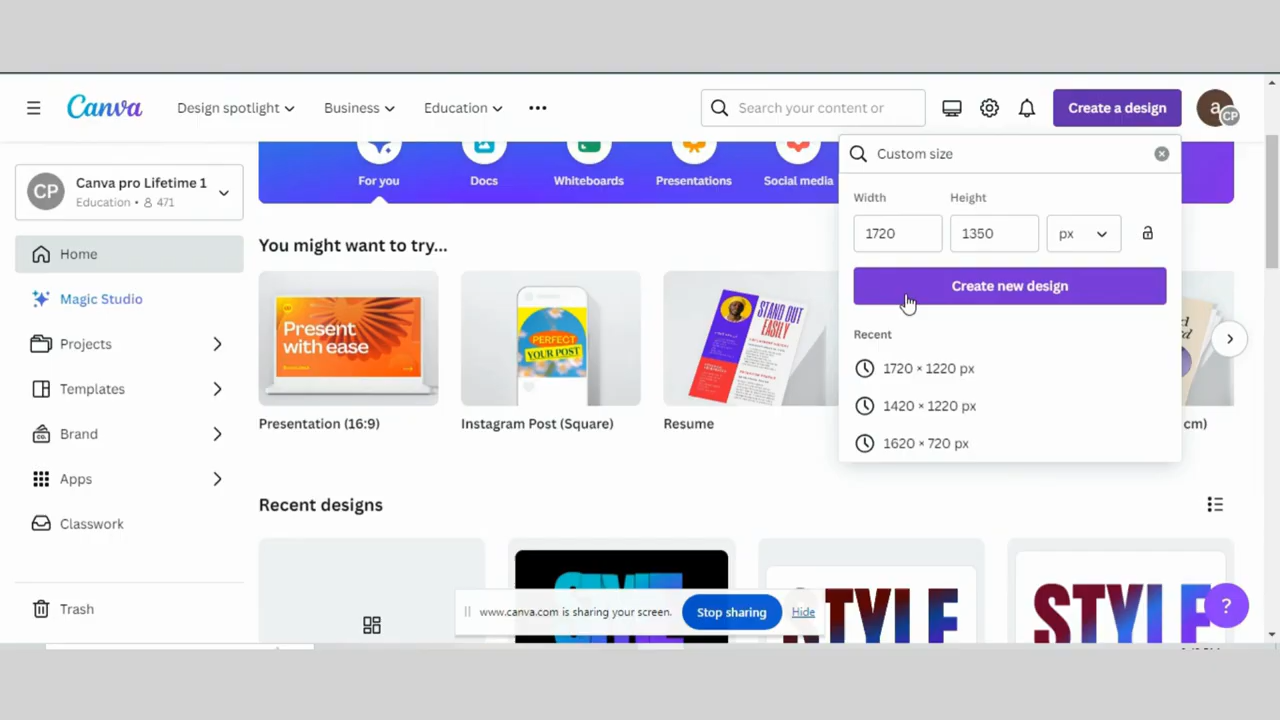 Canva
Design spotlight
Business
Education
Search your content or
Create a design
a
CP
CP
Canva pro Lifetime 1
Education • 471
Home
Magic Studio
Projects
Templates
Brand
Apps
Classwork
Trash
For you
Docs
Whiteboards
Presentations
Social media
Custom size
Width
Height
1720
1350
px
Create new design
Recent
1720 × 1220 px
1420 × 1220 px
1620 × 720 px
You might want to try...
Present
with ease
PERFECT
YOUR POST
STAND OUT
EASILY
Presentation (16:9)
Instagram Post (Square)
Resume
cm)
Recent designs
STYLE
STYLE
STYLE
www.canva.com is sharing your screen.
Stop sharing
Hide
?